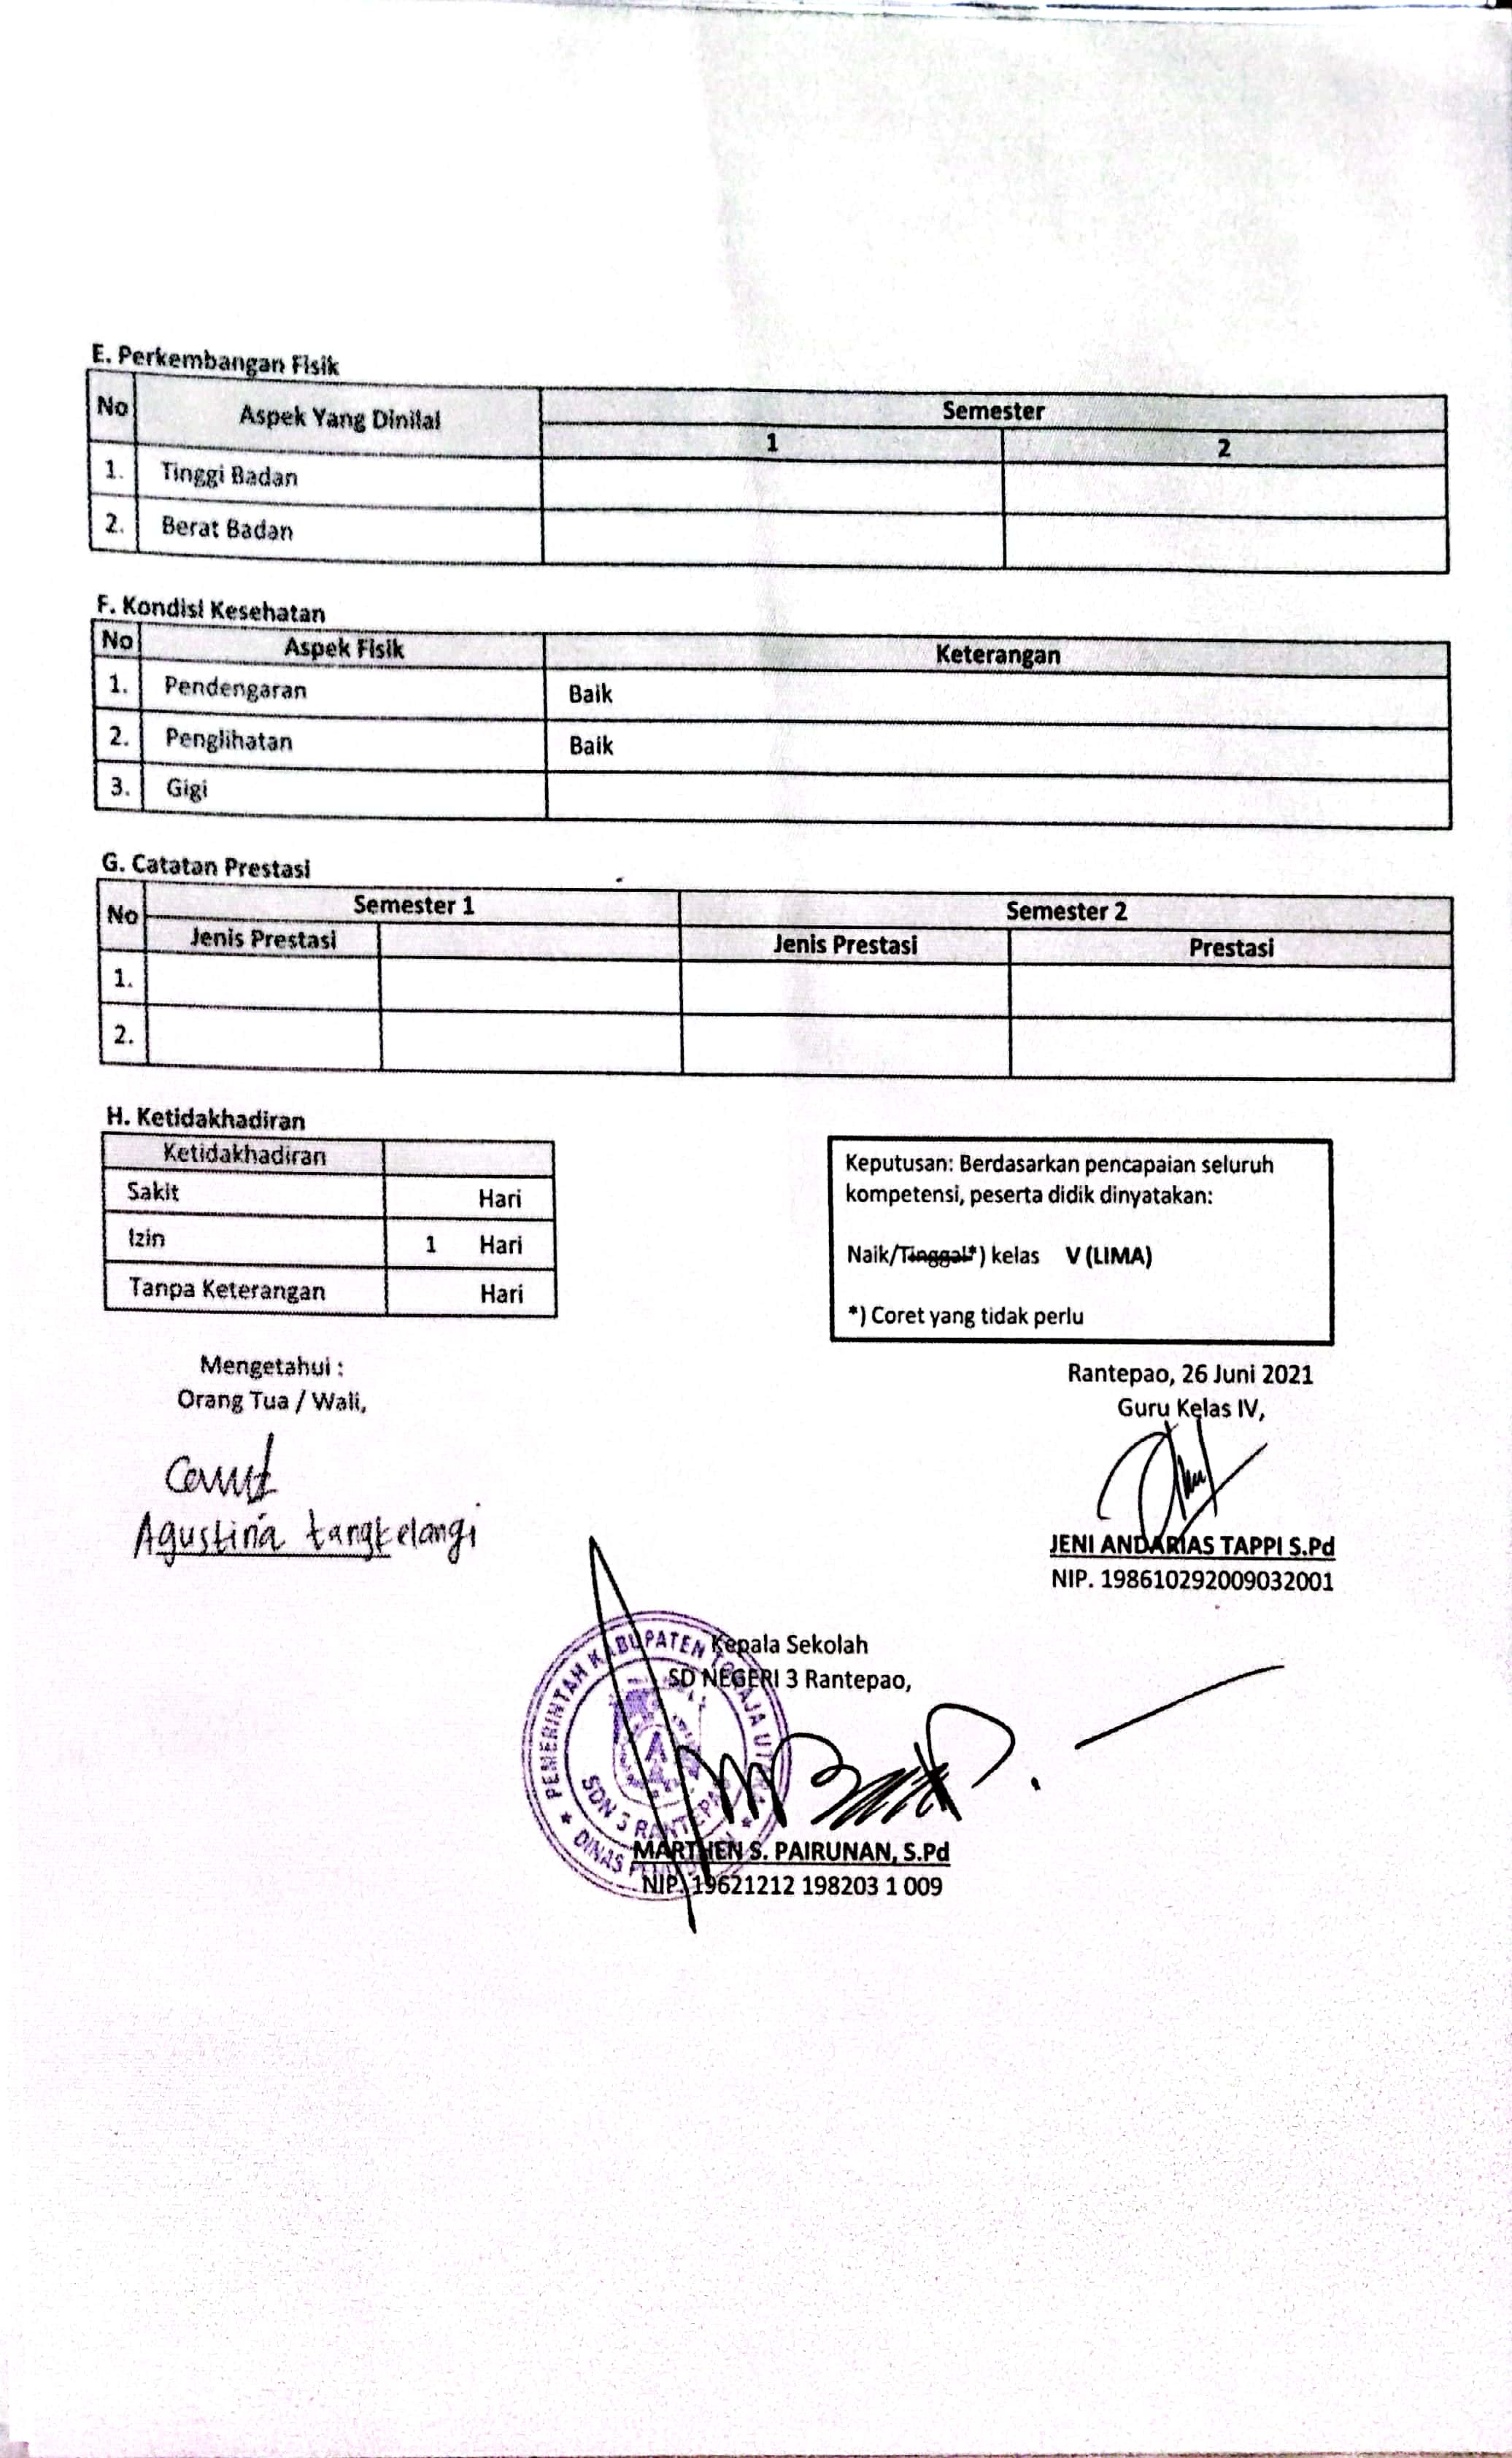 E. Perkembangan Fisik
No Aspek Yang Dinilai Semester
1 2
1. Tinggi Badan
2. Berat Badan
F. Kondisi Kesehatan
No Aspek Fisik Keterangan
1. Pendengaran Baik
2. Penglihatan Baik
3. Gigi
G. Catatan Prestasi
No Semester 1 Semester 2
Jenis Prestasi Jenis Prestasi Prestasi
1.
2.
H. Ketidakhadiran
Ketidakhadiran
Sakit Hari
Izin 1 Hari
Tanpa Keterangan Hari
Keputusan: Berdasarkan pencapaian seluruh
kompetensi, peserta didik dinyatakan:
Naik/Tinggal*) kelas V (LIMA)
*) Coret yang tidak perlu
Mengetahui :
Orang Tua / Wali,
Agustina tangkelangi
Rantepao, 26 Juni 2021
Guru Kelas IV,
JENI ANDARIAS TAPPI S.Pd
NIP. 198610292009032001
Kepala Sekolah
SD NEGERI 3 Rantepao,
PEMERINTAH KABUPATEN TORAJA UTARA
SDN 3 RANTEPAO
DINAS PENDIDIKAN
MARTHEN S. PAIRUNAN, S.Pd
NIP. 19621212 198203 1 009